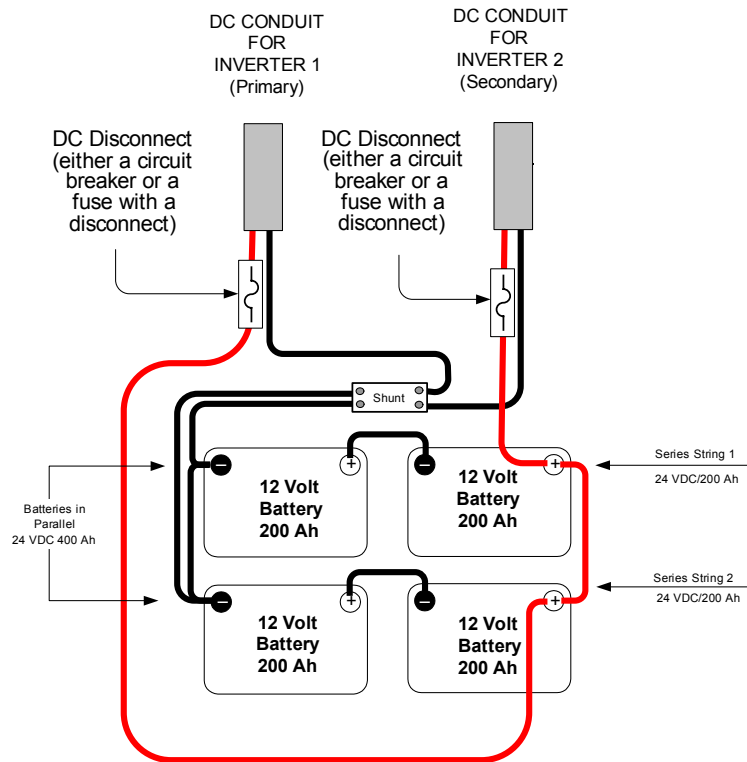 DC CONDUIT
FOR
INVERTER 1
(Primary)
DC CONDUIT
FOR
INVERTER 2
(Secondary)
DC Disconnect
(either a circuit
breaker or a
fuse with a
disconnect)
DC Disconnect
(either a circuit
breaker or a
fuse with a
disconnect)
Shunt
Batteries in
Parallel
24 VDC 400 Ah
–
+
12 Volt
Battery
200 Ah
–
+
12 Volt
Battery
200 Ah
Series String 1
24 VDC/200 Ah
–
+
12 Volt
Battery
200 Ah
–
+
12 Volt
Battery
200 Ah
Series String 2
24 VDC/200 Ah